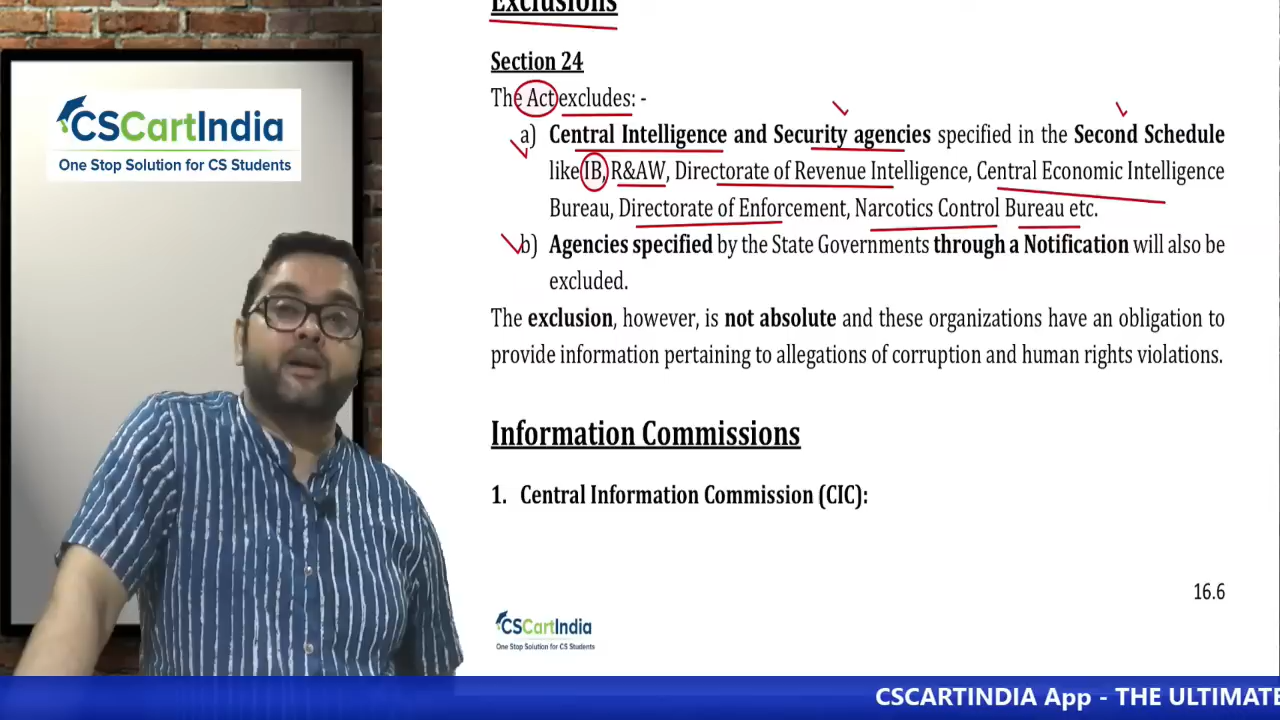 CSCartIndia
One Stop Solution for CS Students
Exclusions
Section 24
The Act excludes: -
a) Central Intelligence and Security agencies specified in the Second Schedule
like IB, R&AW, Directorate of Revenue Intelligence, Central Economic Intelligence
Bureau, Directorate of Enforcement, Narcotics Control Bureau etc.
b) Agencies specified by the State Governments through a Notification will also be
excluded.
The exclusion, however, is not absolute and these organizations have an obligation to
provide information pertaining to allegations of corruption and human rights violations.
Information Commissions
1. Central Information Commission (CIC):
16.6
CSCartIndia
One Stop Solution for CS Students
CSCARTINDIA App - THE ULTIMATE